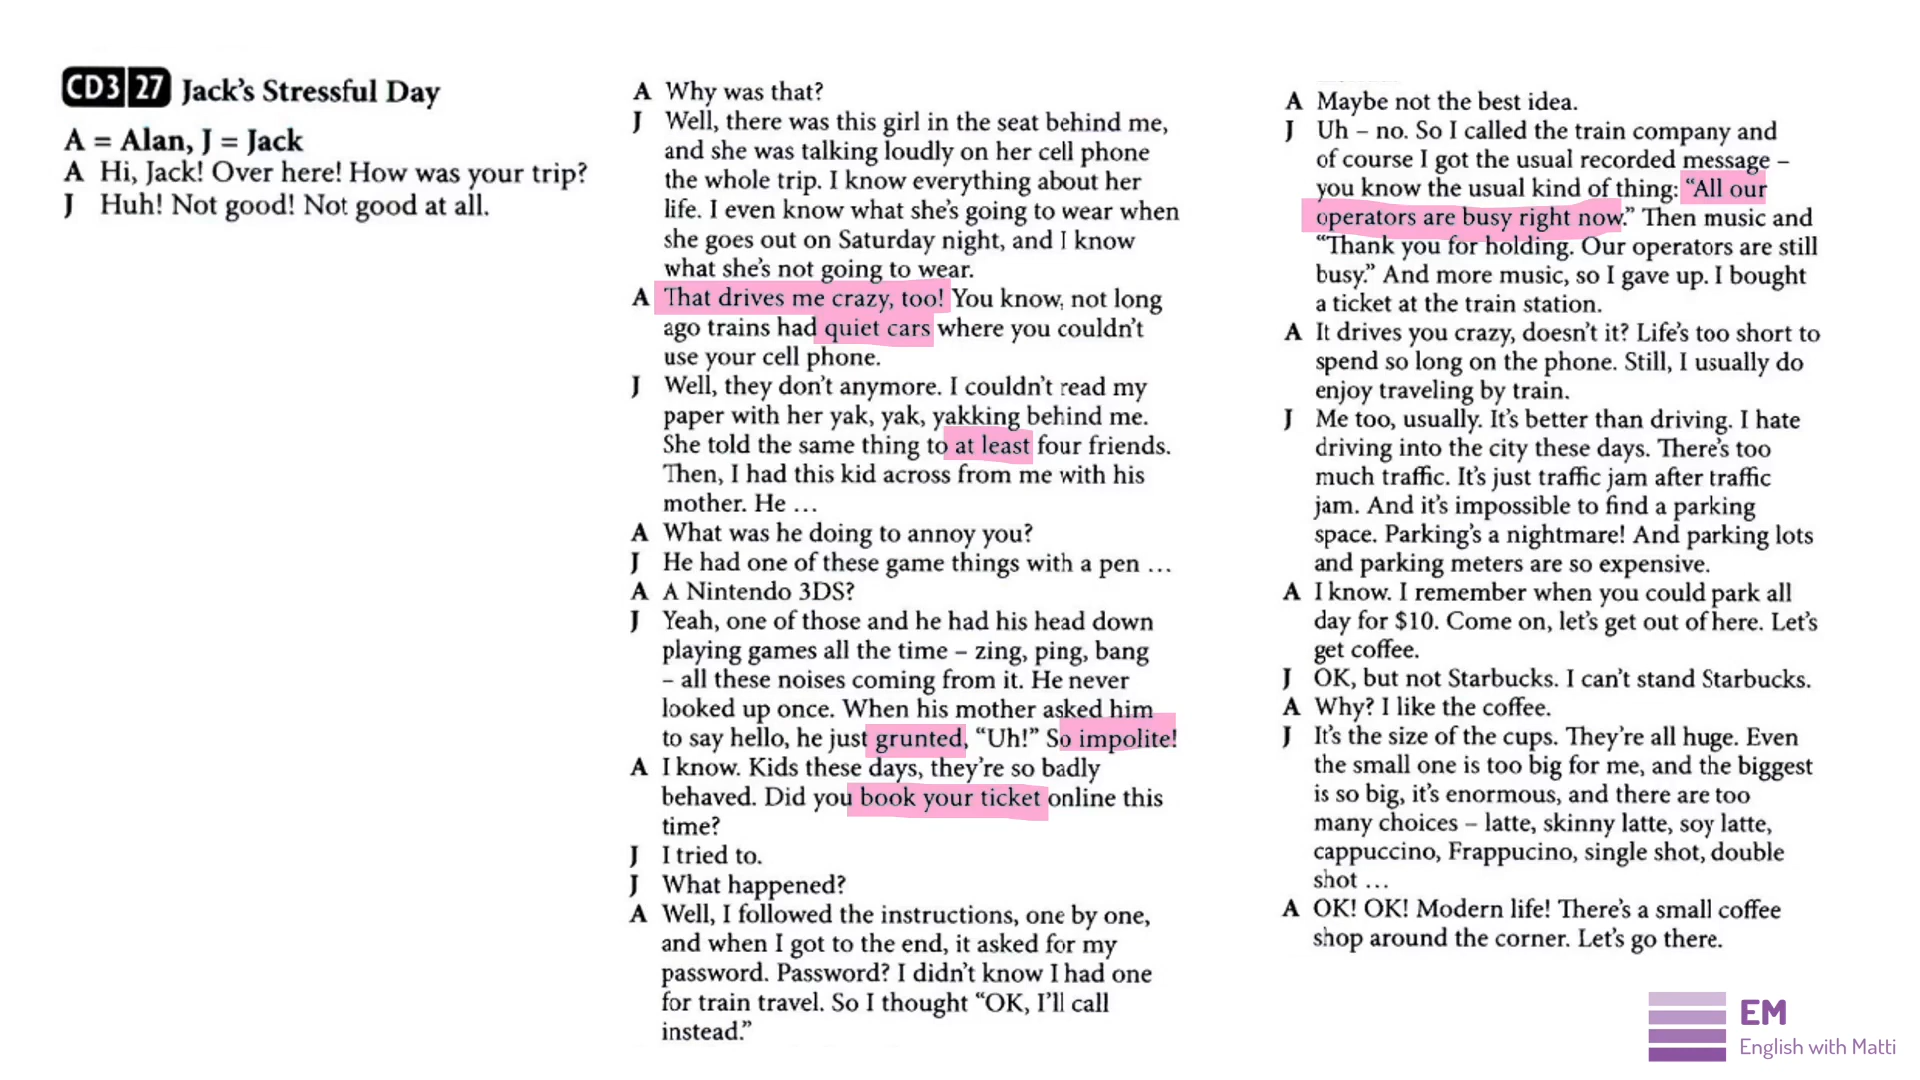 CD3 27 Jack's Stressful Day
A = Alan, J = Jack
A Hi, Jack! Over here! How was your trip?
J Huh! Not good! Not good at all.
A Why was that?
J Well, there was this girl in the seat behind me,
and she was talking loudly on her cell phone
the whole trip. I know everything about her
life. I even know what she's going to wear when
she goes out on Saturday night, and I know
what she's not going to wear.
A That drives me crazy, too! You know, not long
ago trains had quiet cars where you couldn't
use your cell phone.
J Well, they don't anymore. I couldn't read my
paper with her yak, yak, yakking behind me.
She told the same thing to at least four friends.
Then, I had this kid across from me with his
mother. He …
A What was he doing to annoy you?
J He had one of these game things with a pen …
A A Nintendo 3DS?
J Yeah, one of those and he had his head down
playing games all the time – zing, ping, bang
– all these noises coming from it. He never
looked up once. When his mother asked him
to say hello, he just grunted, “Uh!” So impolite!
A I know. Kids these days, they're so badly
behaved. Did you book your ticket online this
time?
J I tried to.
J What happened?
A Well, I followed the instructions, one by one,
and when I got to the end, it asked for my
password. Password? I didn't know I had one
for train travel. So I thought “OK, I'll call
instead.”
A Maybe not the best idea.
J Uh – no. So I called the train company and
of course I got the usual recorded message –
you know the usual kind of thing: “All our
operators are busy right now.” Then music and
“Thank you for holding. Our operators are still
busy.” And more music, so I gave up. I bought
a ticket at the train station.
A It drives you crazy, doesn't it? Life's too short to
spend so long on the phone. Still, I usually do
enjoy traveling by train.
J Me too, usually. It's better than driving. I hate
driving into the city these days. There's too
much traffic. It's just traffic jam after traffic
jam. And it's impossible to find a parking
space. Parking's a nightmare! And parking lots
and parking meters are so expensive.
A I know. I remember when you could park all
day for $10. Come on, let's get out of here. Let's
get coffee.
J OK, but not Starbucks. I can't stand Starbucks.
A Why? I like the coffee.
J It's the size of the cups. They're all huge. Even
the small one is too big for me, and the biggest
is so big, it's enormous, and there are too
many choices – latte, skinny latte, soy latte,
cappuccino, Frappucino, single shot, double
shot …
A OK! OK! Modern life! There's a small coffee
shop around the corner. Let's go there.
EM
English with Matti